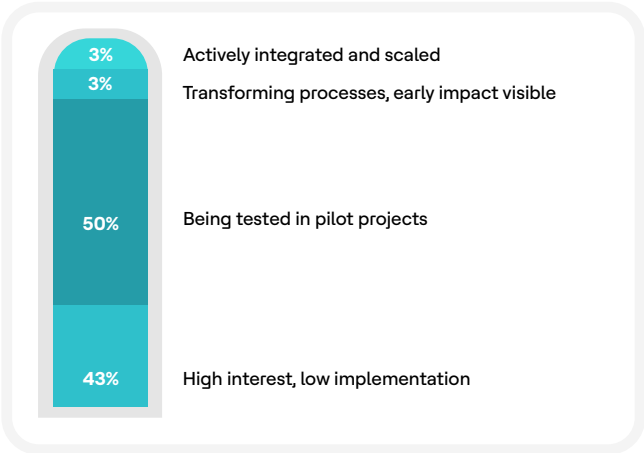 3% Actively integrated and scaled
3% Transforming processes, early impact visible
50% Being tested in pilot projects
43% High interest, low implementation